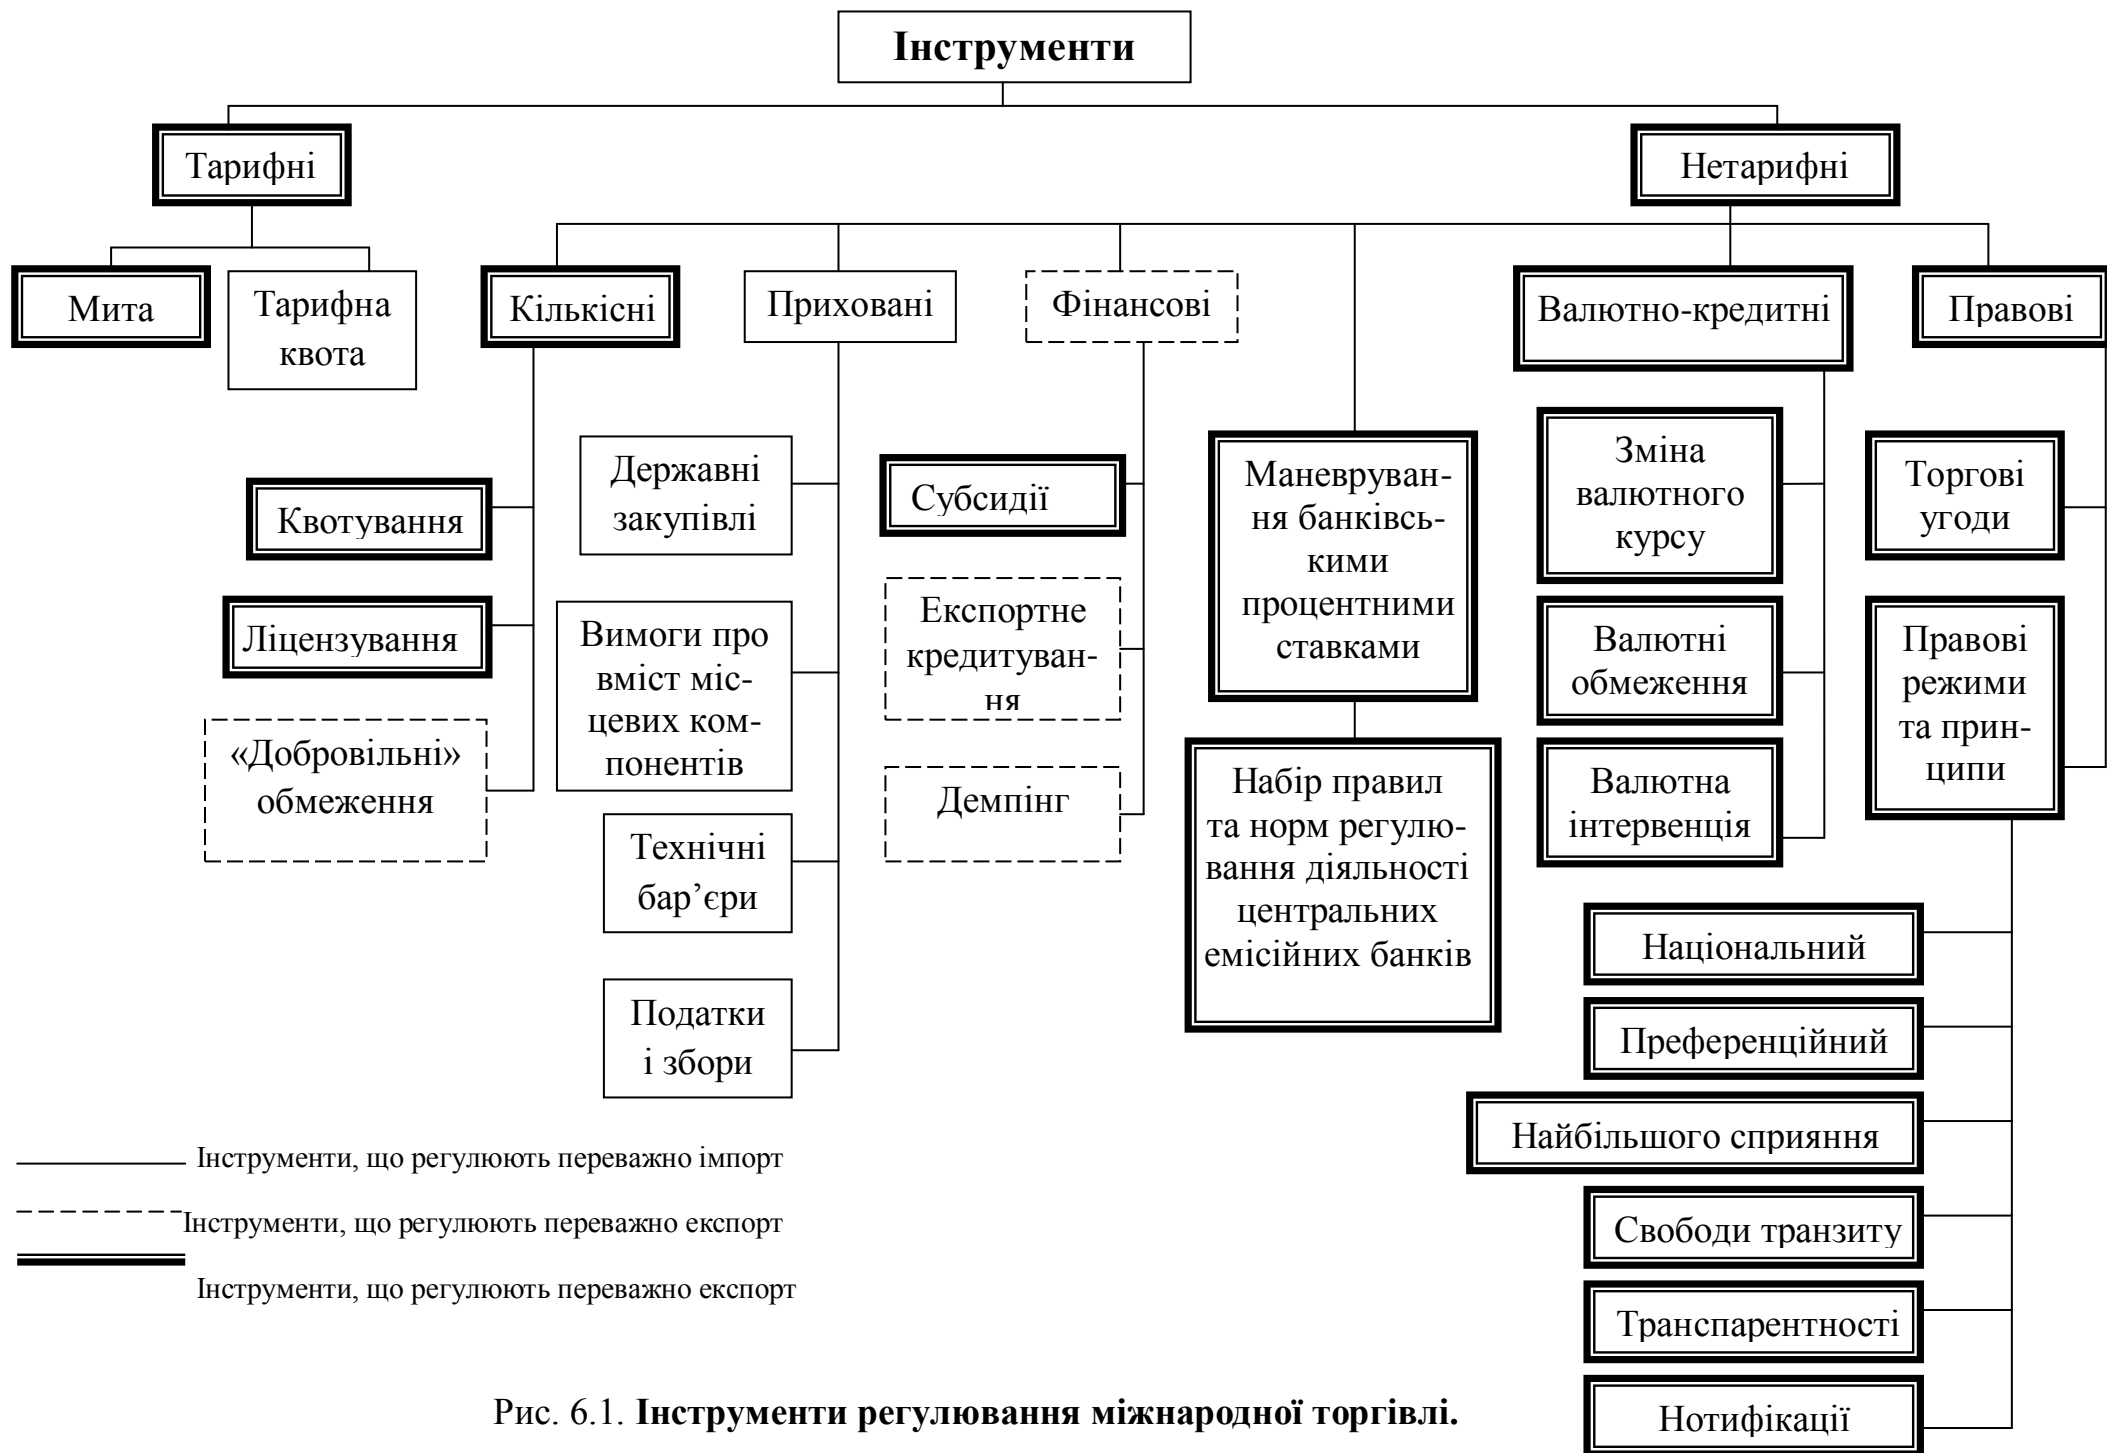 Інструменти
Тарифні
Нетарифні
Мита
Тарифна
квота
Кількісні
Приховані
Фінансові
Валютно-кредитні
Правові
Квотування
Ліцензування
«Добровільні»
обмеження
Державні
закупівлі
Вимоги про
вміст міс-
цевих ком-
понентів
Технічні
бар’єри
Податки
і збори
Субсидії
Експортне
кредитуван-
ня
Демпінг
Маневруван-
ня банківсь-
кими
процентними
ставками
Набір правил
та норм регулю-
вання діяльності
центральних
емісійних банків
Зміна
валютного
курсу
Валютні
обмеження
Валютна
інтервенція
Торгові
угоди
Правові
режими
та прин-
ципи
Національний
Преференційний
Найбільшого сприяння
Свободи транзиту
Транспарентності
Нотифікації
Інструменти, що регулюють переважно імпорт
Інструменти, що регулюють переважно експорт
Інструменти, що регулюють переважно експорт
Рис. 6.1. Інструменти регулювання міжнародної торгівлі.